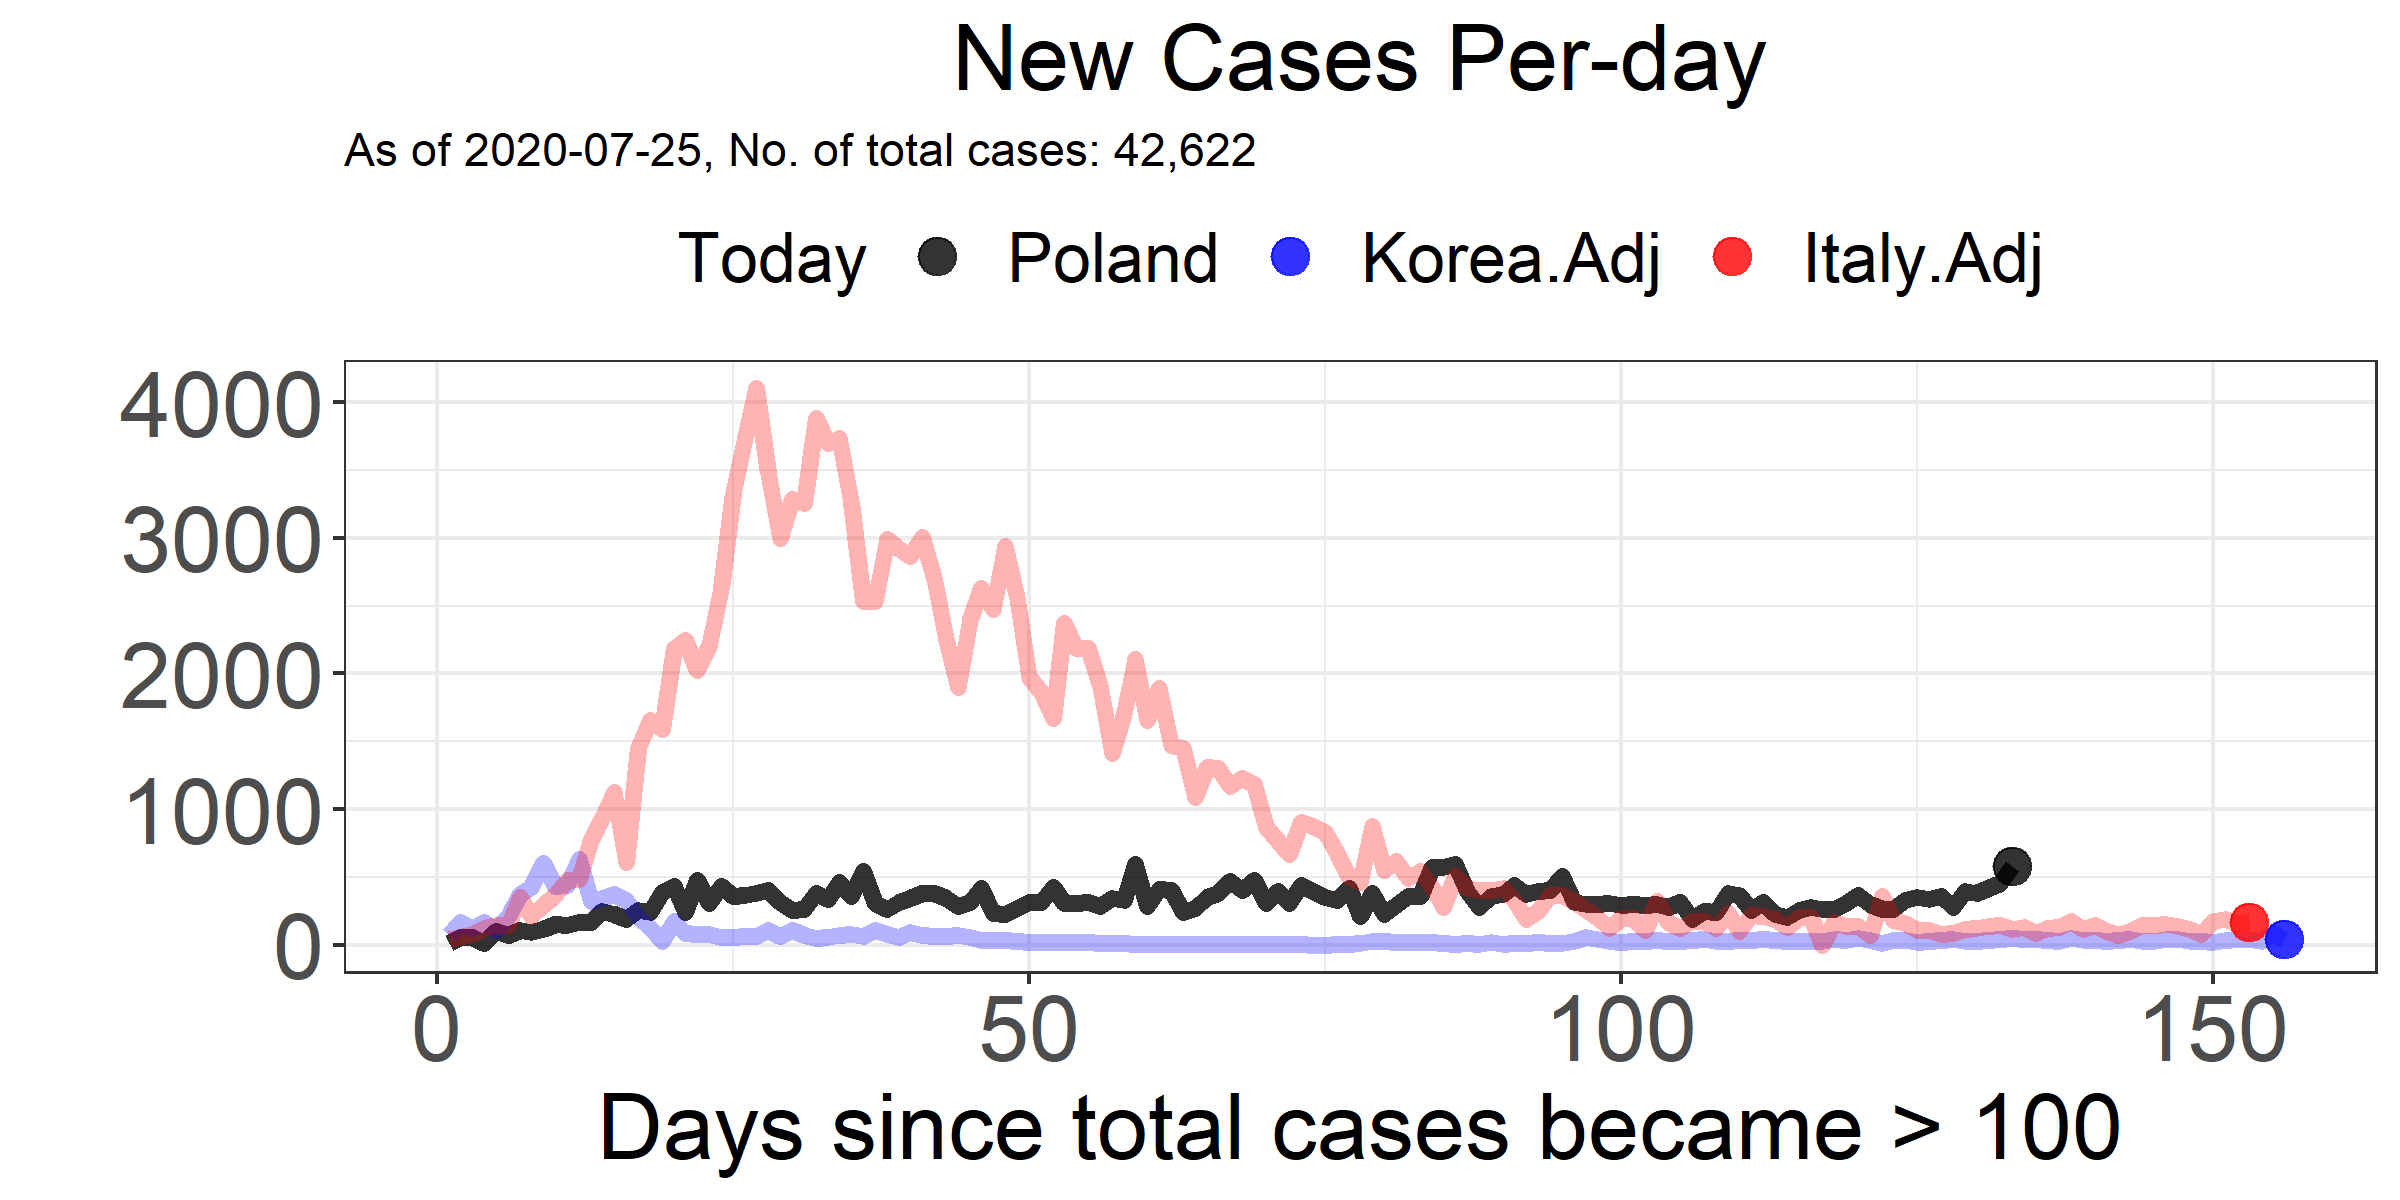 New Cases Per-day
As of 2020-07-25, No. of total cases: 42,622
Today Poland Korea.Adj Italy.Adj
4000
3000
2000
1000
0
0 50 100 150
Days since total cases became > 100